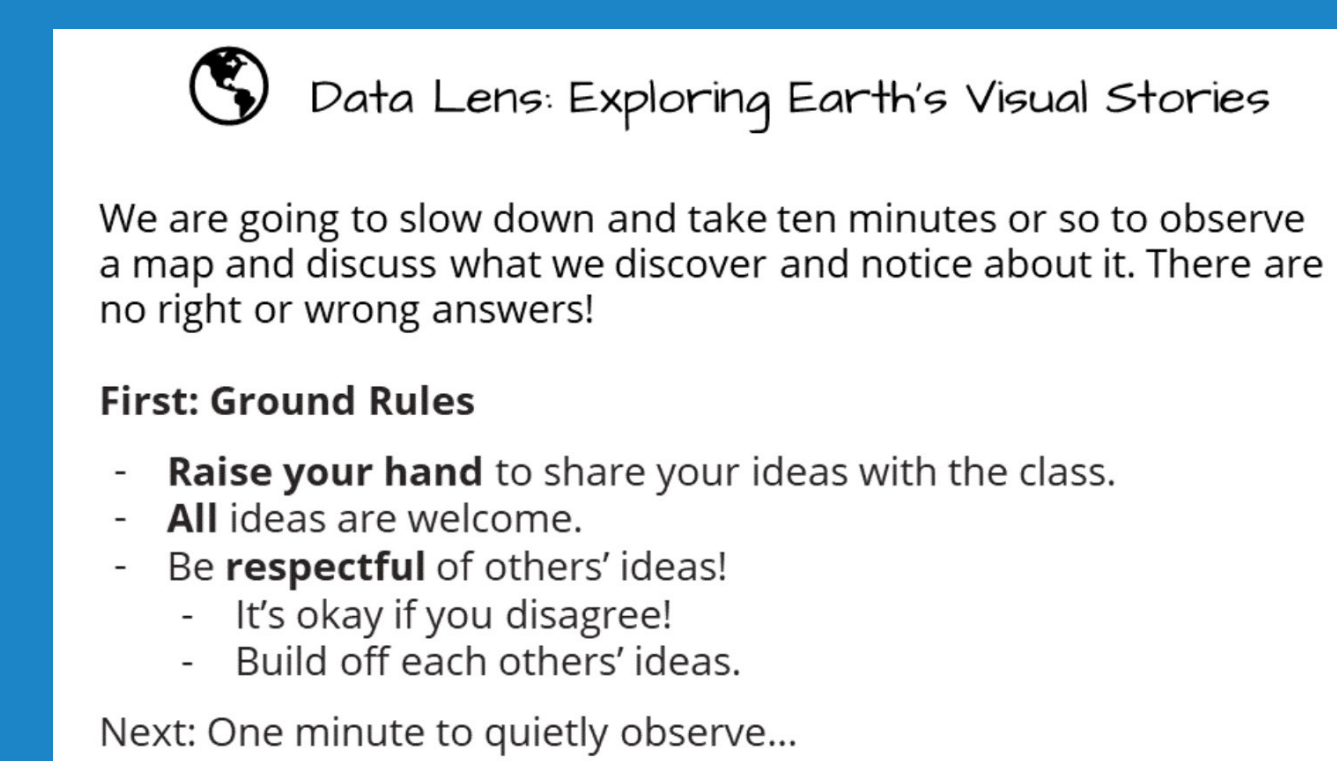 Data Lens: Exploring Earth's Visual Stories
We are going to slow down and take ten minutes or so to observe
a map and discuss what we discover and notice about it. There are
no right or wrong answers!
First: Ground Rules
- Raise your hand to share your ideas with the class.
- All ideas are welcome.
- Be respectful of others’ ideas!
- It’s okay if you disagree!
- Build off each others’ ideas.
Next: One minute to quietly observe...